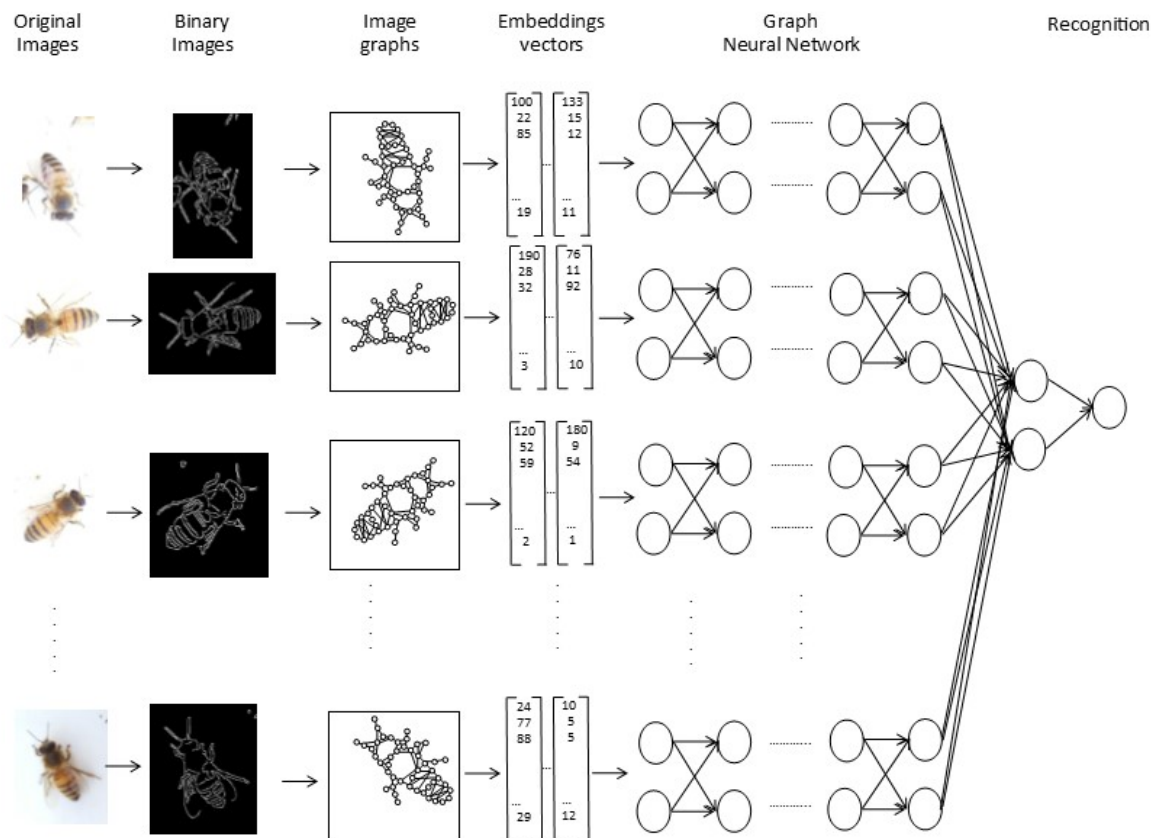 Original
Images
Binary
Images
Image
graphs
Embeddings
vectors
Graph
Neural Network
Recognition
100 133
22 15
85 12
...
... ...
19 11
190 76
28 11
32 92
...
... ...
3 10
120 180
52 9
59 54
...
... ...
2 1
24 10
77 5
88 5
...
... ...
29 12